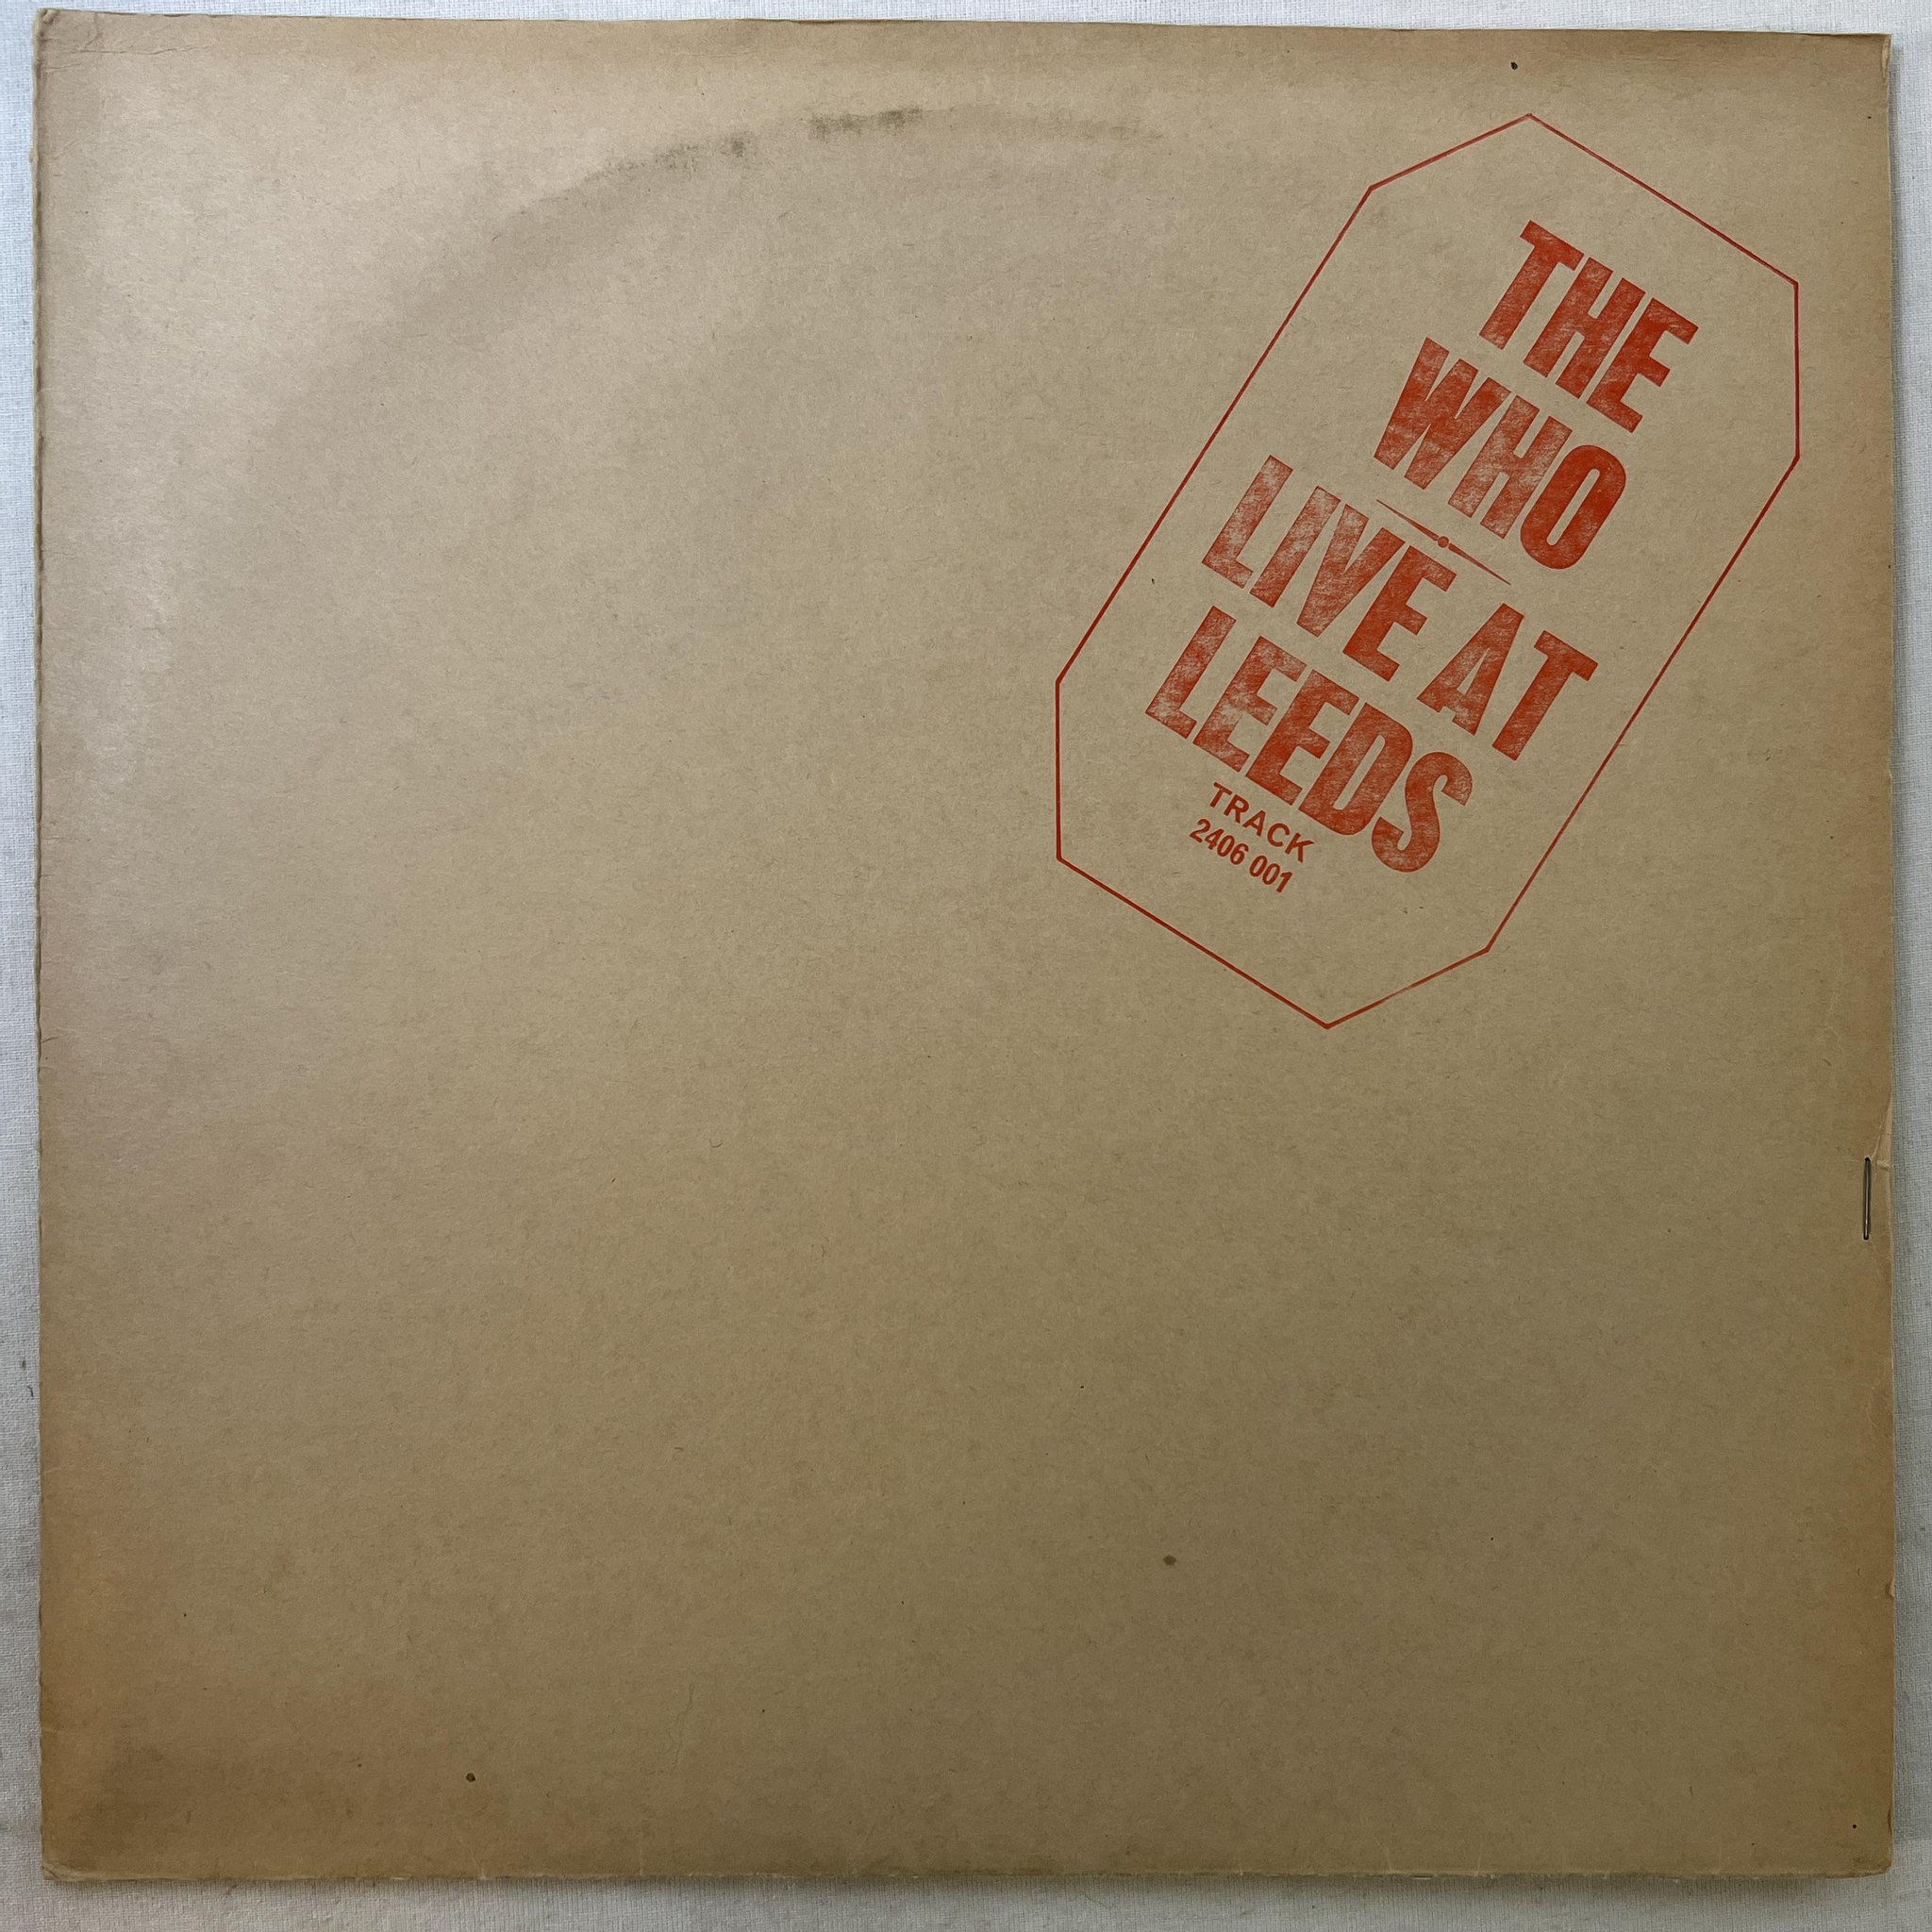 THE
WHO
LIVE AT
LEEDS
TRACK
2406 001